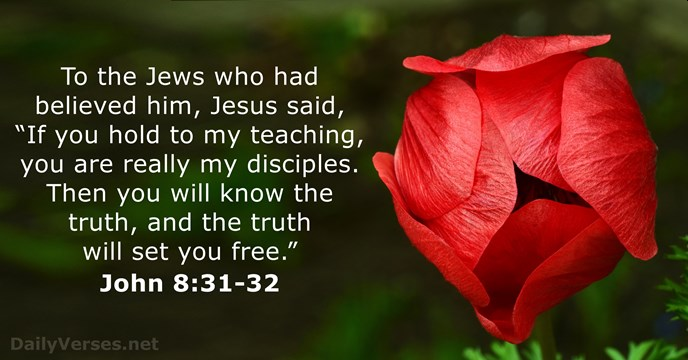 To the Jews who had
believed him, Jesus said,
“If you hold to my teaching,
you are really my disciples.
Then you will know the
truth, and the truth
will set you free.”
John 8:31-32
DailyVerses.net